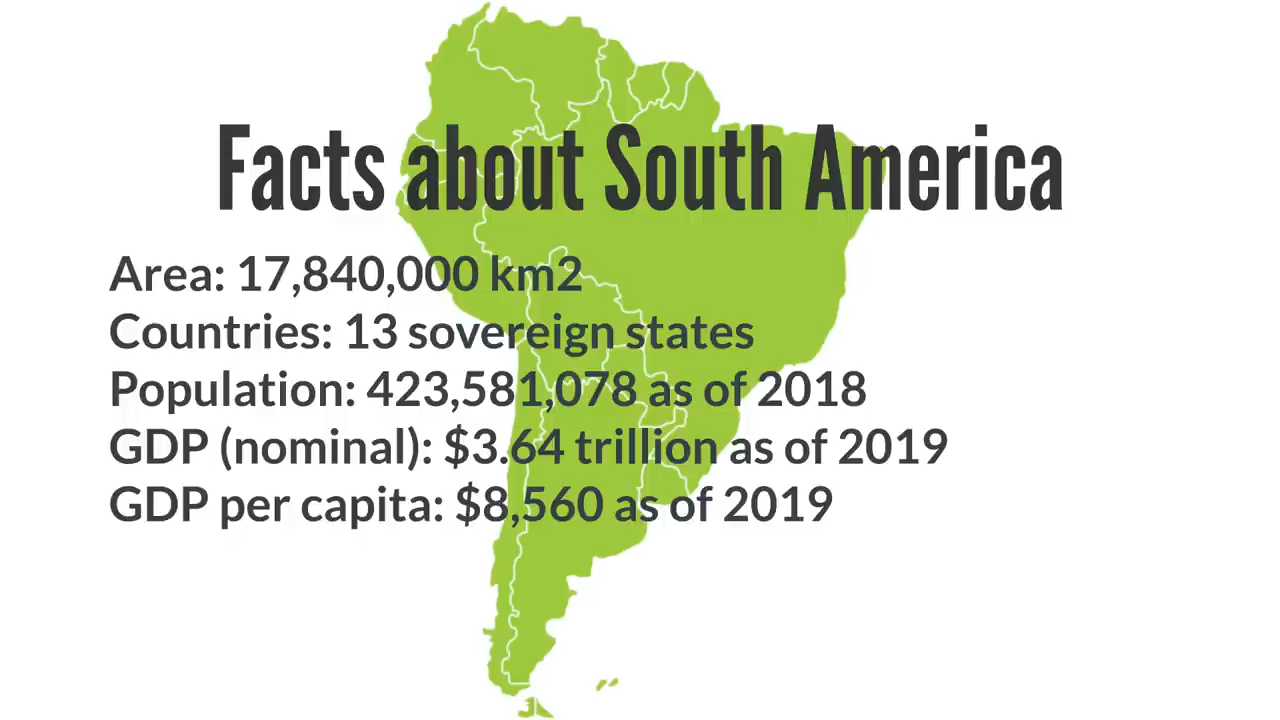 Facts about South America
Area: 17,840,000 km2
Countries: 13 sovereign states
Population: 423,581,078 as of 2018
GDP (nominal): $3.64 trillion as of 2019
GDP per capita: $8,560 as of 2019